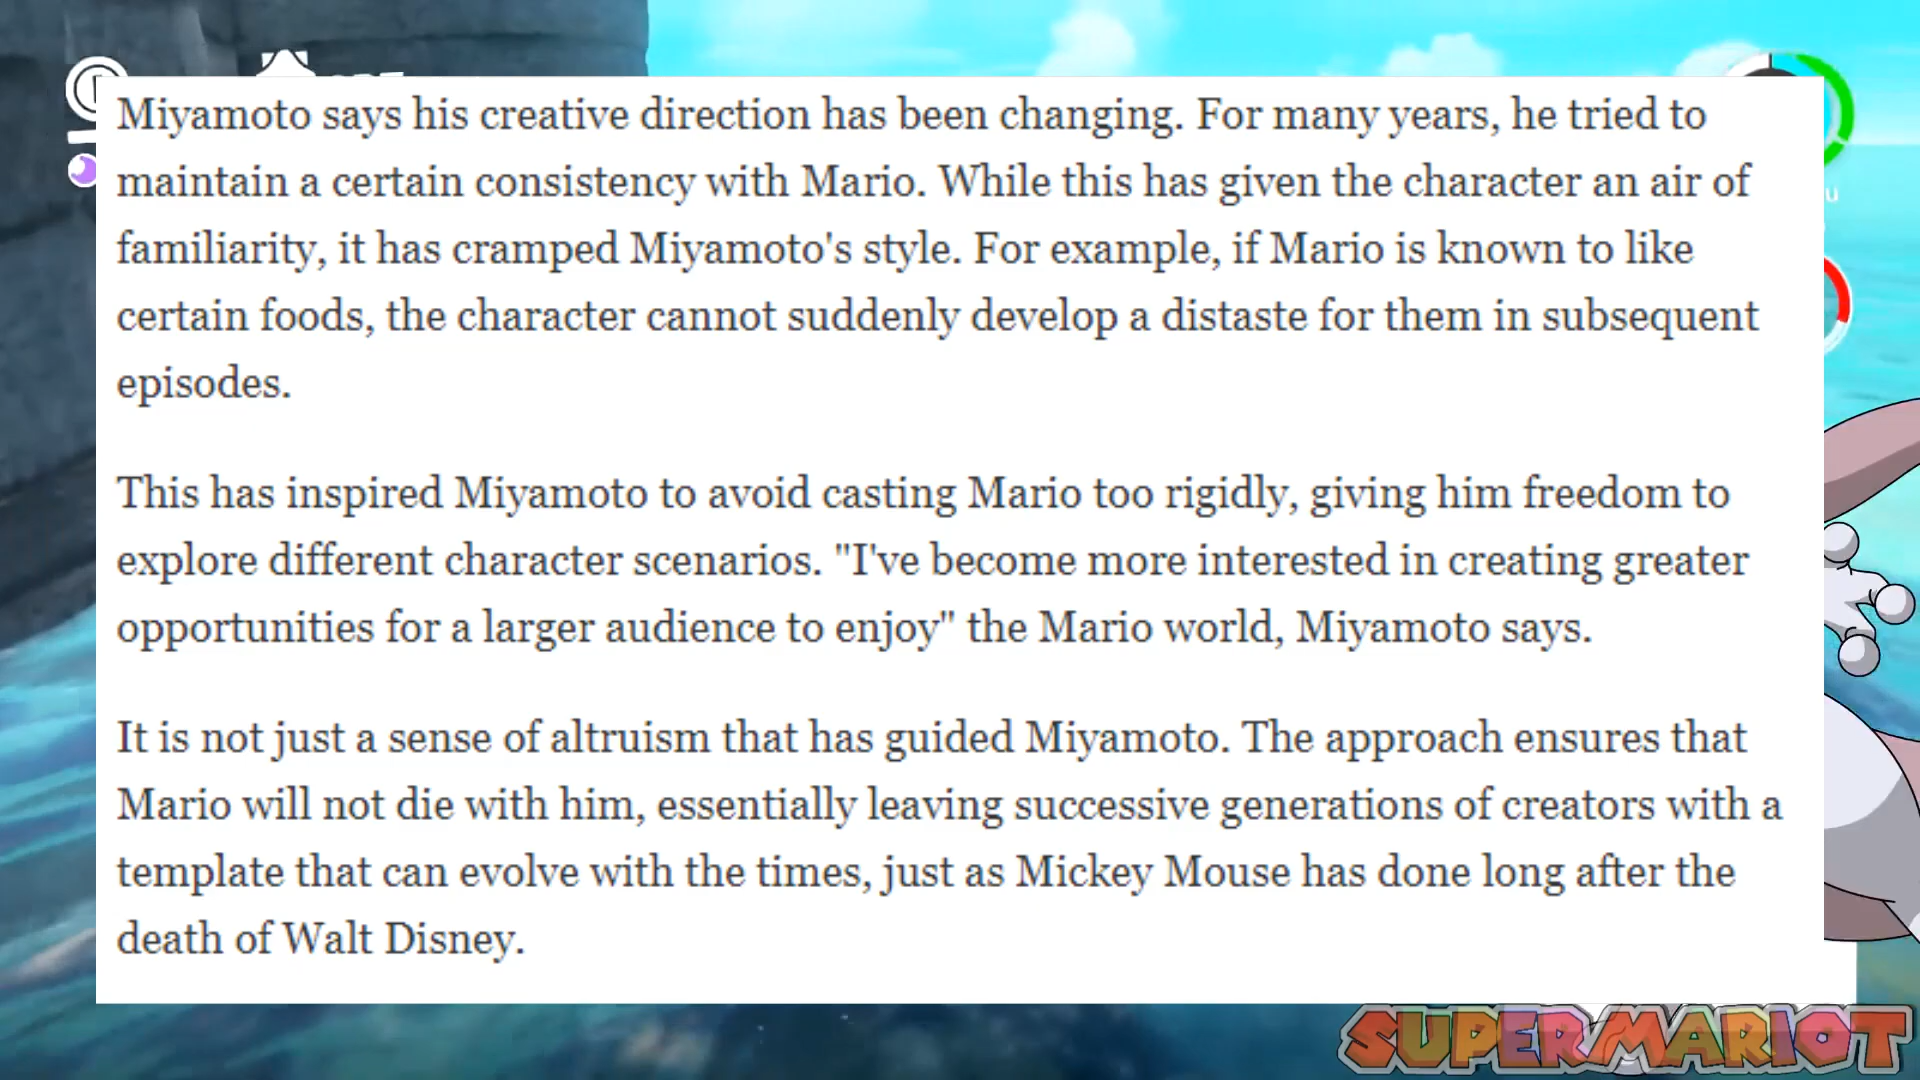 Miyamoto says his creative direction has been changing. For many years, he tried to
maintain a certain consistency with Mario. While this has given the character an air of
familiarity, it has cramped Miyamoto's style. For example, if Mario is known to like
certain foods, the character cannot suddenly develop a distaste for them in subsequent
episodes.
This has inspired Miyamoto to avoid casting Mario too rigidly, giving him freedom to
explore different character scenarios. "I've become more interested in creating greater
opportunities for a larger audience to enjoy" the Mario world, Miyamoto says.
It is not just a sense of altruism that has guided Miyamoto. The approach ensures that
Mario will not die with him, essentially leaving successive generations of creators with a
template that can evolve with the times, just as Mickey Mouse has done long after the
death of Walt Disney.
SUPERMARIOT